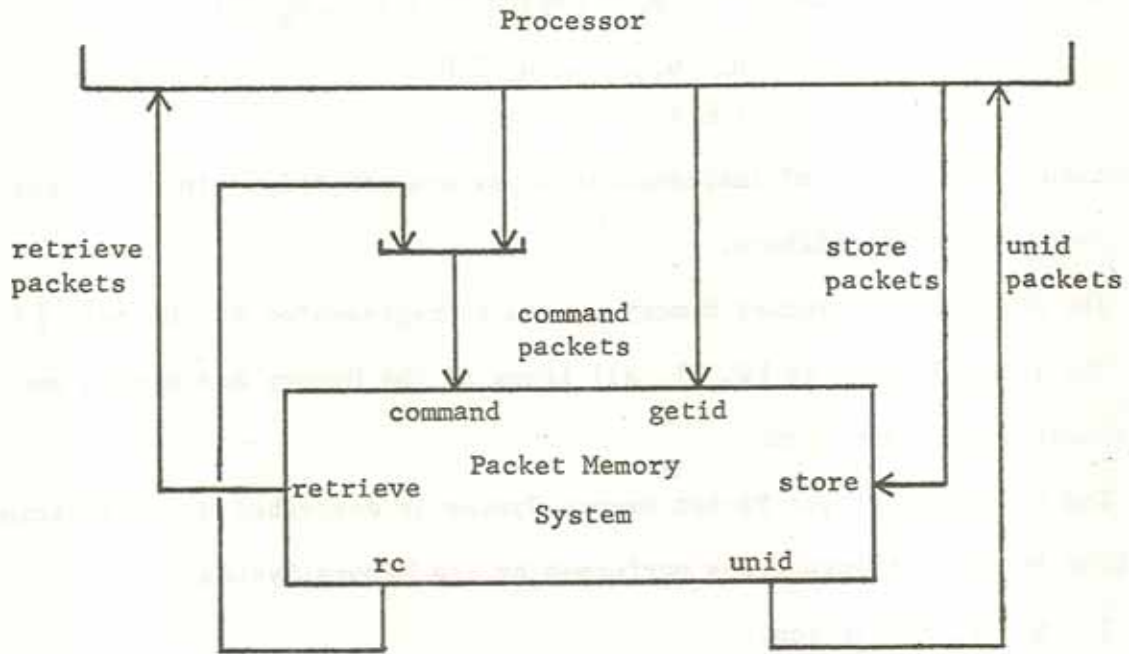 Processor
retrieve
packets
store
packets
unid
packets
command
packets
command
getid
Packet Memory
System
retrieve
store
rc
unid